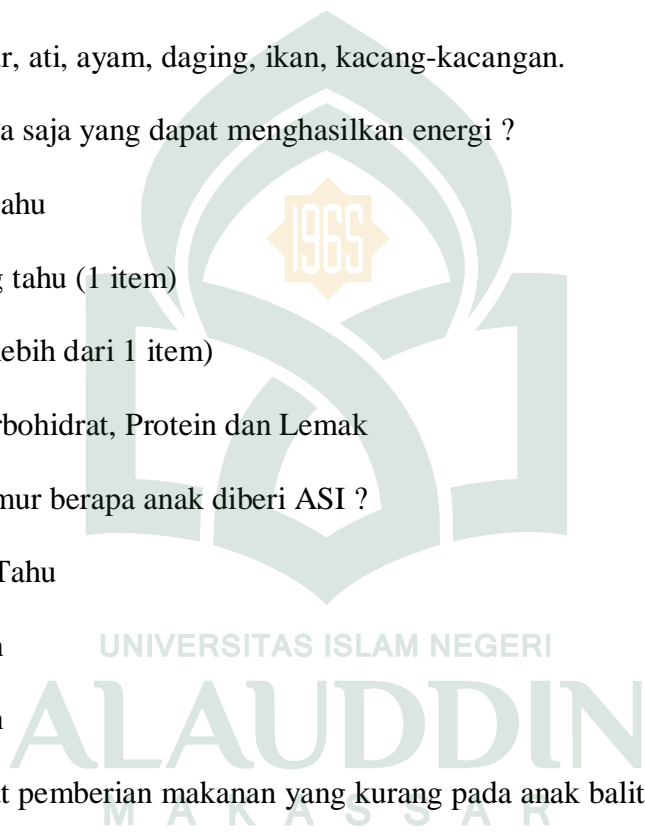 r, ati, ayam, daging, ikan, kacang-kacangan.
a saja yang dapat menghasilkan energi ?
ahu
g tahu (1 item)
ebih dari 1 item)
rbohidrat, Protein dan Lemak
mur berapa anak diberi ASI ?
Tahu
n
n
t pemberian makanan yang kurang pada anak balit
1965
UNIVERSITAS ISLAM NEGERI
ALAUDDIN
MAKASSAR